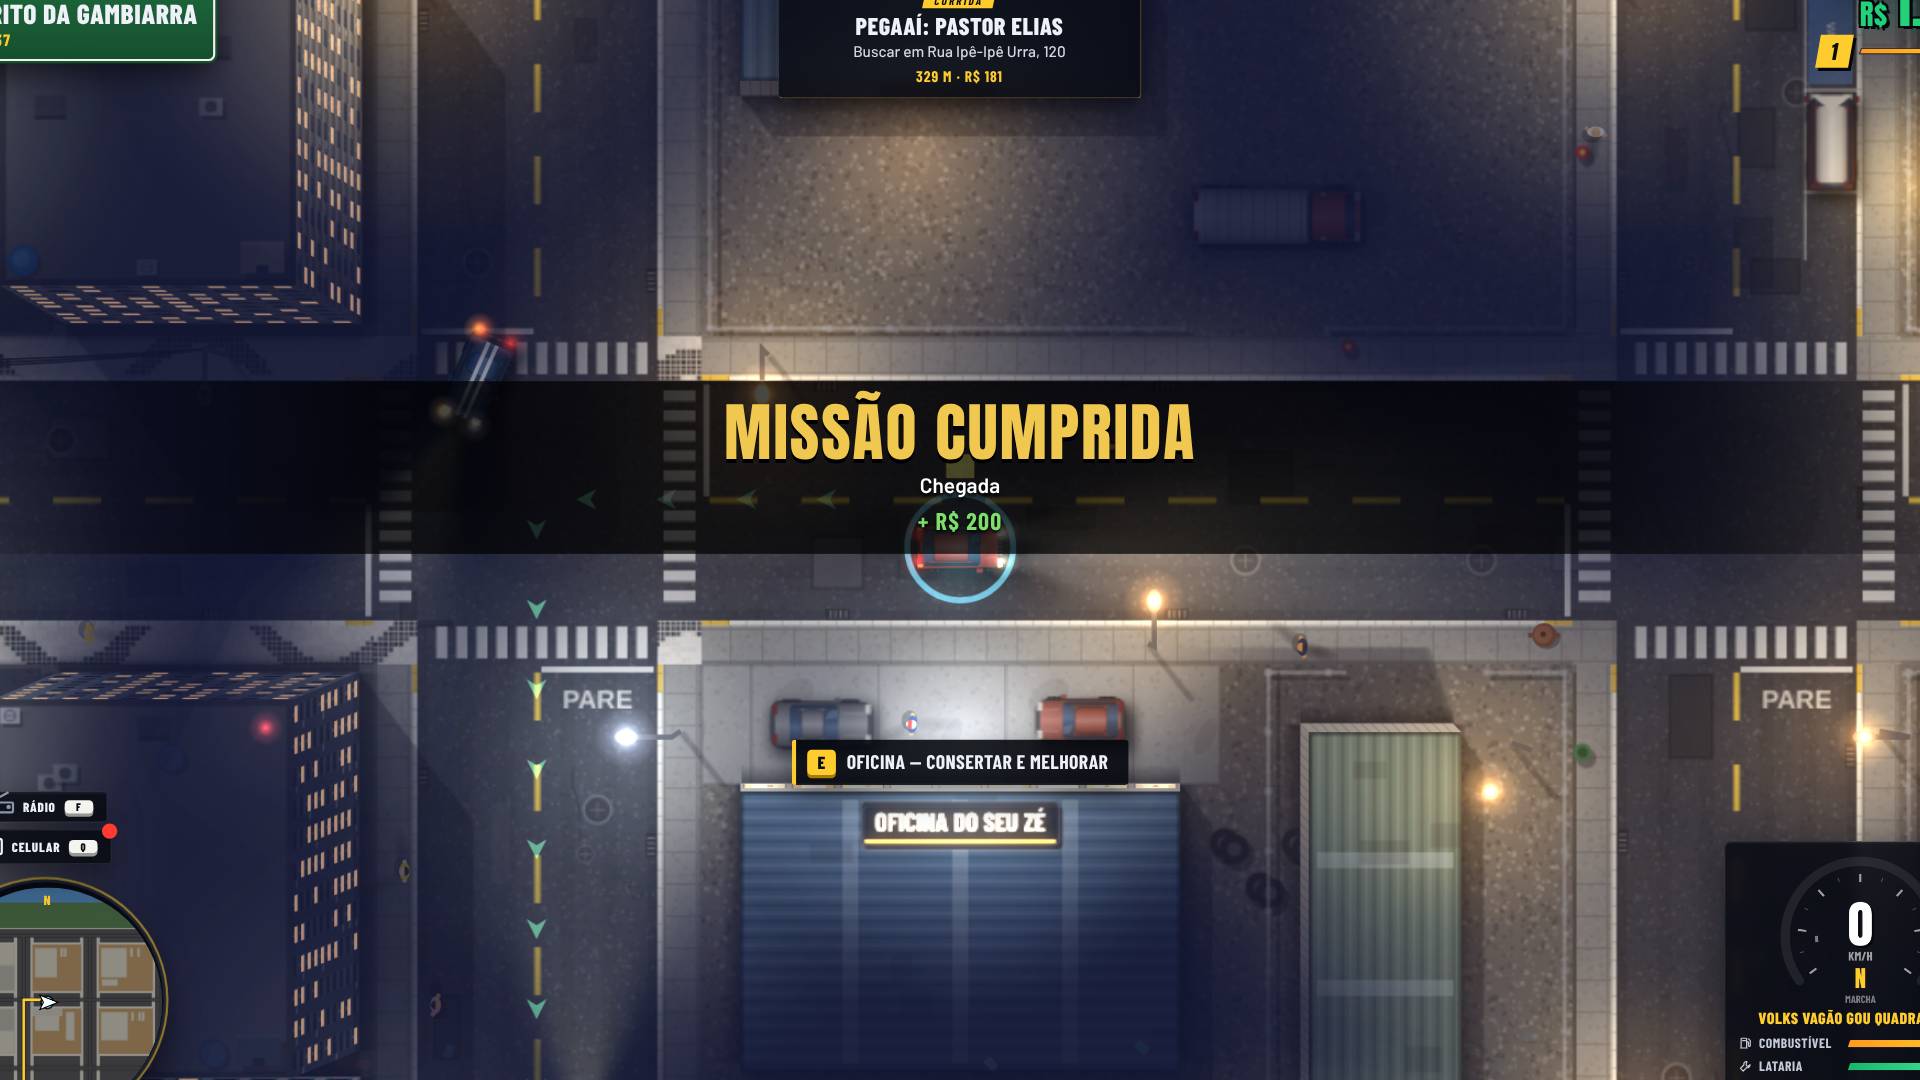 RITO DA GAMBIARRA
37
CORRIDA
PEGAAÍ: PASTOR ELIAS
Buscar em Rua Ipê-Ipê Urra, 120
329 M · R$ 181
R$ 1
1
MISSÃO CUMPRIDA
Chegada
+ R$ 200
PARE
PARE
E OFICINA — CONSERTAR E MELHORAR
OFICINA DO SEU ZÉ
RÁDIO F
CELULAR Q
N
0
KM/H
N
MARCHA
VOLKS VAGÃO GOU QUADRA
COMBUSTÍVEL
LATARIA